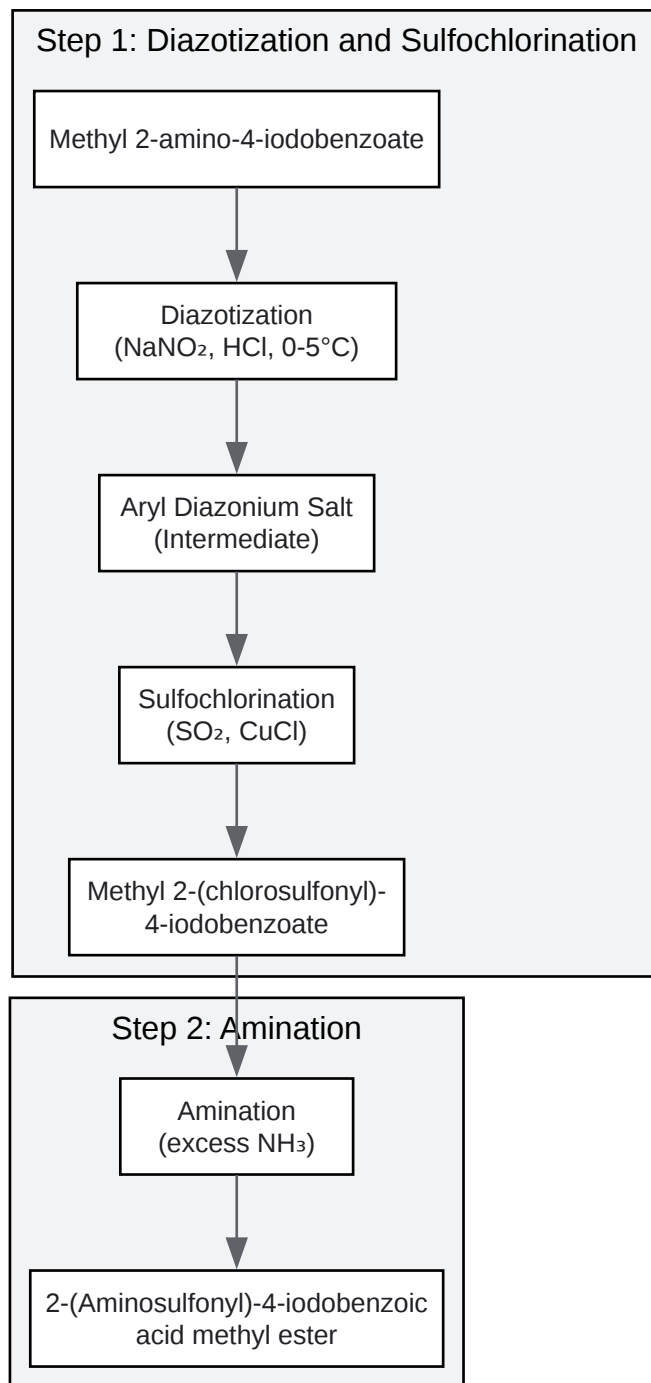 Step 1: Diazotization and Sulfochlorination
Methyl 2-amino-4-iodobenzoate
Diazotization
(NaNO₂, HCl, 0-5°C)
Aryl Diazonium Salt
(Intermediate)
Sulfochlorination
(SO₂, CuCl)
Methyl 2-(chlorosulfonyl)-
4-iodobenzoate
Step 2: Amination
Amination
(excess NH₃)
2-(Aminosulfonyl)-4-iodobenzoic
acid methyl ester